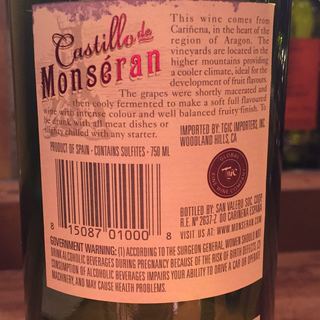 Castillo de
Monséran
This wine comes from
Cariñena, in the heart of the
region of Aragon. The
vineyards are located in the
higher mountains providing
a cooler climate, ideal for the
development of fruit flavours.
The grapes were shortly macerated and
then cooly fermented to make a soft full flavoured
wine with intense colour and well balanced fruity finish. To
be drunk with all meat dishes or
slightly chilled with any starter.
IMPORTED BY: TGIC IMPORTERS, INC.
WOODLAND HILLS, CA
PRODUCT OF SPAIN - CONTAINS SULFITES - 750 ML
GLOBAL
TGIC
8 15087 01000 8
BOTTLED BY: SAN VALERO, SOC. COOP.
R.E. Nº 2637-Z DO CARIÑENA ESPAÑA
WWW.MONSERAN.COM
GOVERNMENT WARNING: (1) ACCORDING TO THE SURGEON GENERAL, WOMEN SHOULD NOT
DRINK ALCOHOLIC BEVERAGES DURING PREGNANCY BECAUSE OF THE RISK OF BIRTH DEFECTS. (2)
CONSUMPTION OF ALCOHOLIC BEVERAGES IMPAIRS YOUR ABILITY TO DRIVE A CAR OR OPERATE
MACHINERY, AND MAY CAUSE HEALTH PROBLEMS.